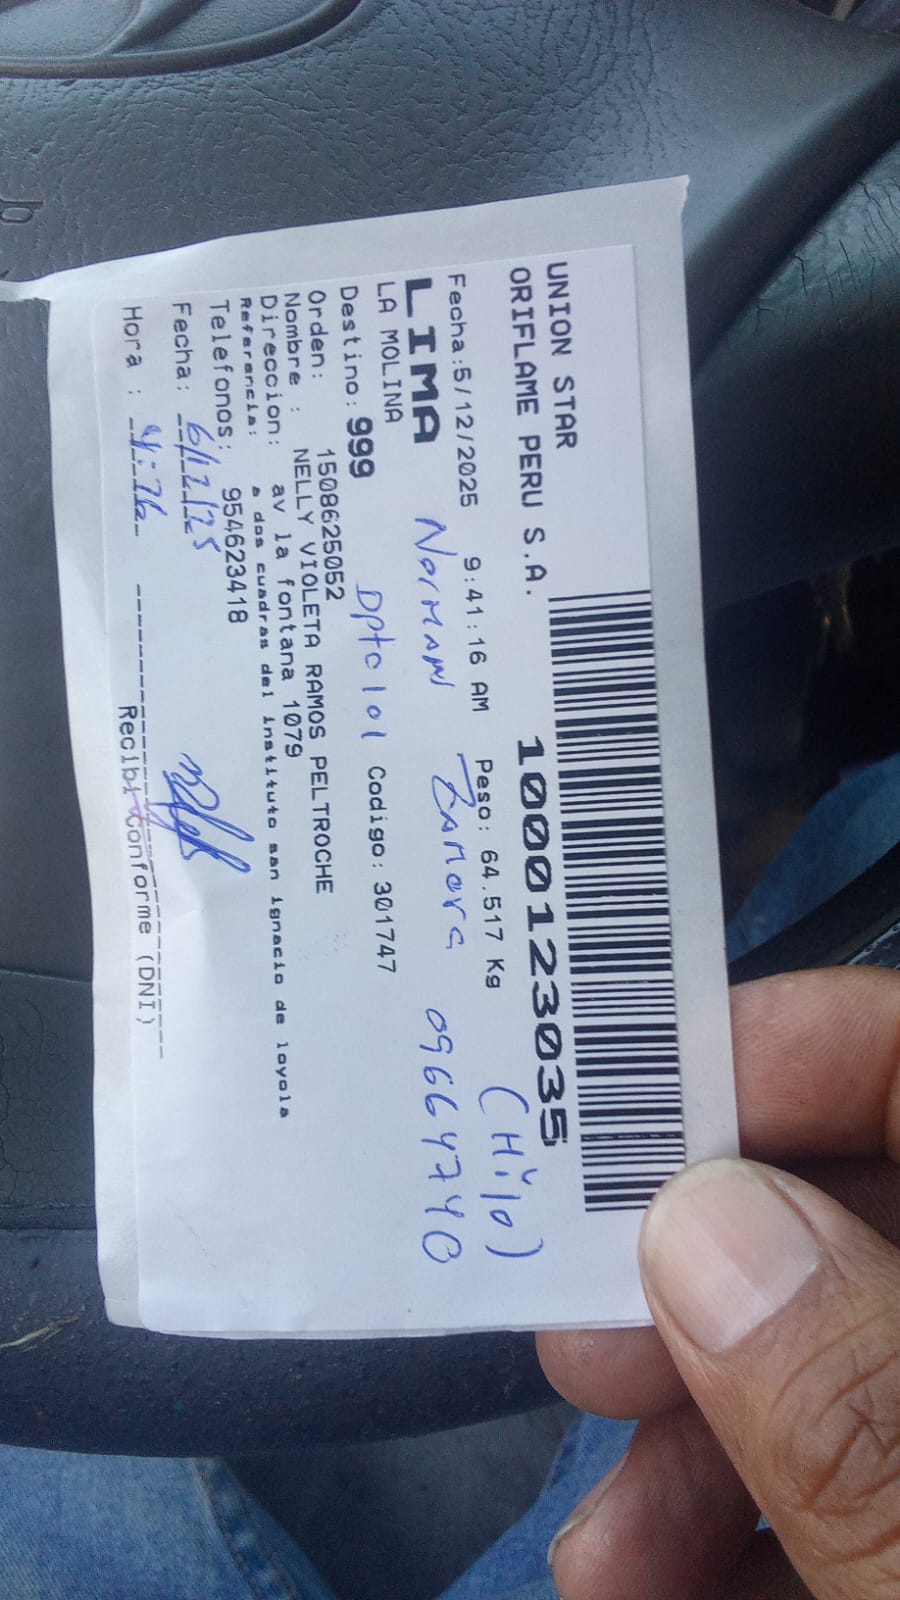 UNION STAR
ORIFLAME PERU S.A. 1000123035
(Hijo)
Fecha:5/12/2025 9:41:16 AM Peso: 64.517 Kg
LIMA Norman Zamora 09664740
LA MOLINA
Destino: 999 Dpto 101 Codigo: 301747
Orden: 1508625052
Nombre : NELLY VIOLETA RAMOS PELTROCHE
Direccion: av la fontana 1079
Referencia: a dos cuadras del instituto san ignacio de loyola
Telefonos: 954623418
Fecha: 6/12/25
Hora :
Recibi Conforme (DNI)